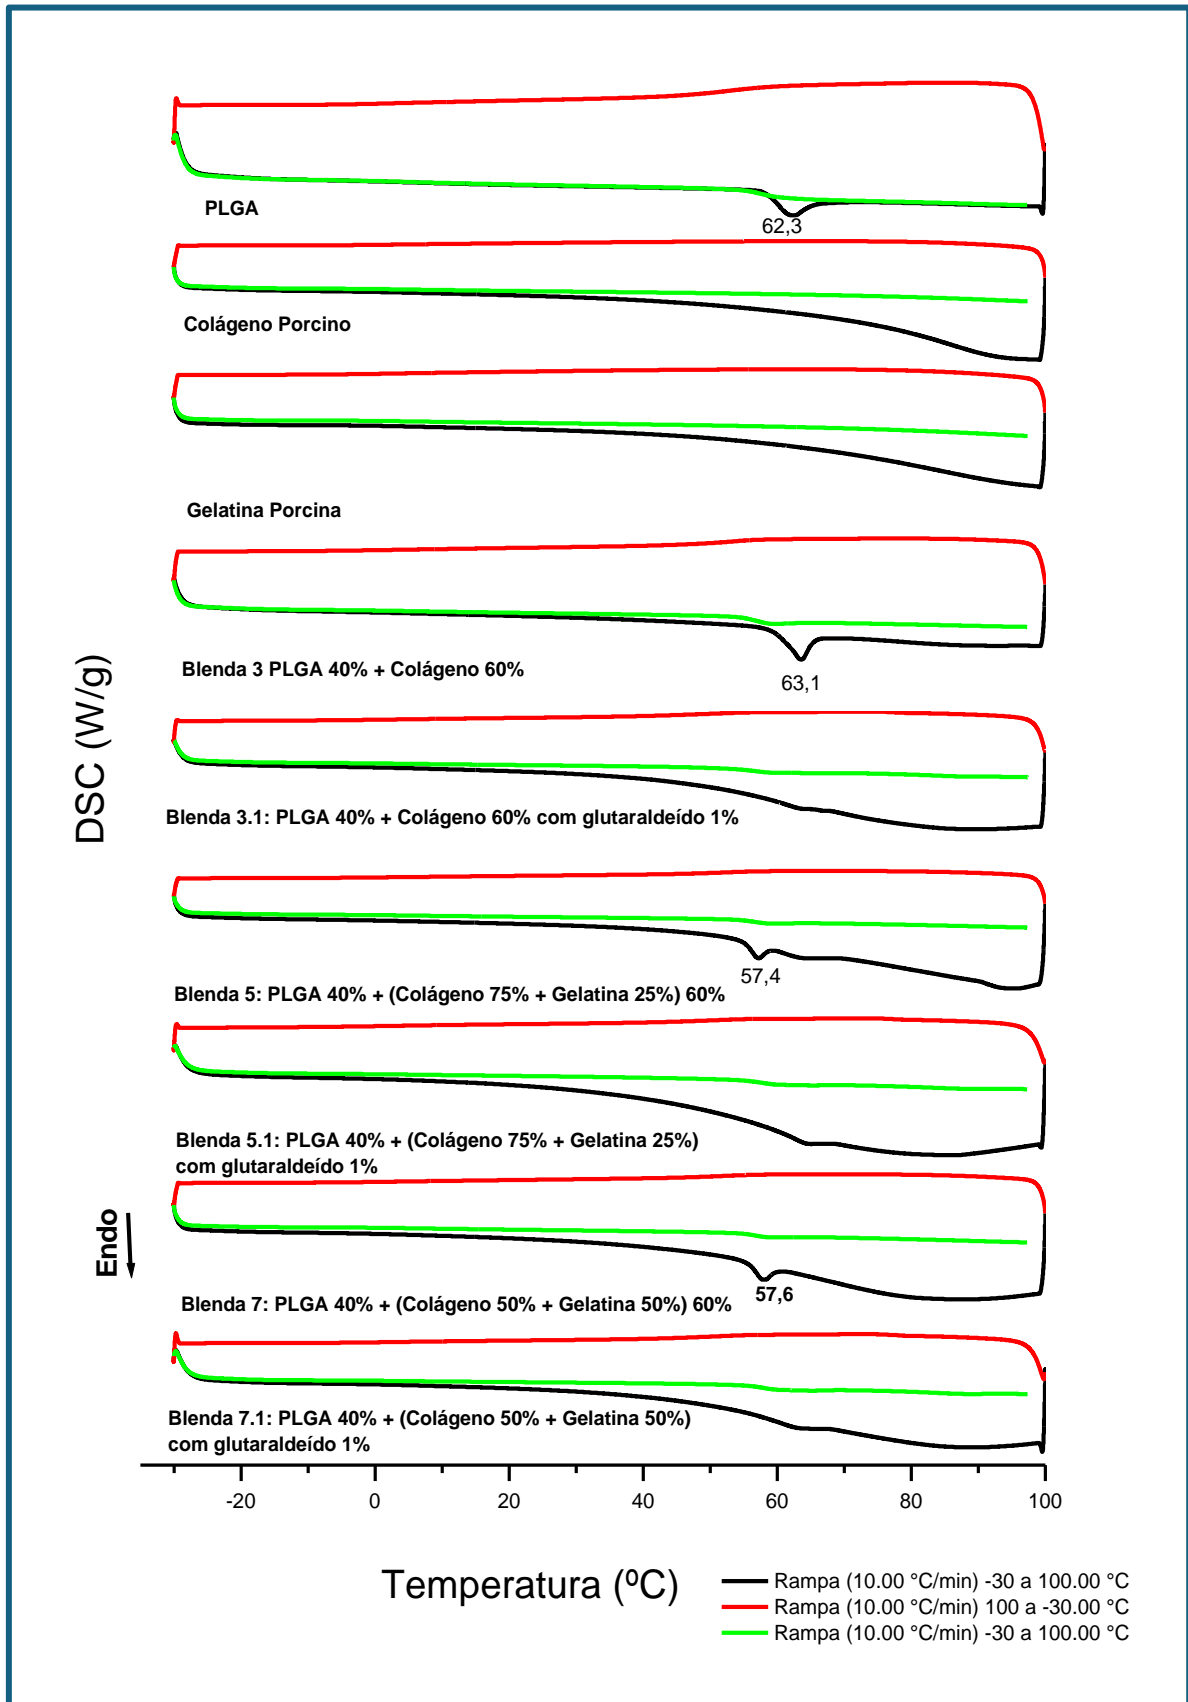 PLGA
62,3
Colágeno Porcino
Gelatina Porcina
Blenda 3 PLGA 40% + Colágeno 60%
63,1
DSC (W/g)
Blenda 3.1: PLGA 40% + Colágeno 60% com glutaraldeído 1%
57,4
Blenda 5: PLGA 40% + (Colágeno 75% + Gelatina 25%) 60%
Blenda 5.1: PLGA 40% + (Colágeno 75% + Gelatina 25%)
com glutaraldeído 1%
Endo
57,6
Blenda 7: PLGA 40% + (Colágeno 50% + Gelatina 50%) 60%
Blenda 7.1: PLGA 40% + (Colágeno 50% + Gelatina 50%)
com glutaraldeído 1%
-20 0 20 40 60 80 100
Temperatura (ºC)
Rampa (10.00 °C/min) -30 a 100.00 °C
Rampa (10.00 °C/min) 100 a -30.00 °C
Rampa (10.00 °C/min) -30 a 100.00 °C